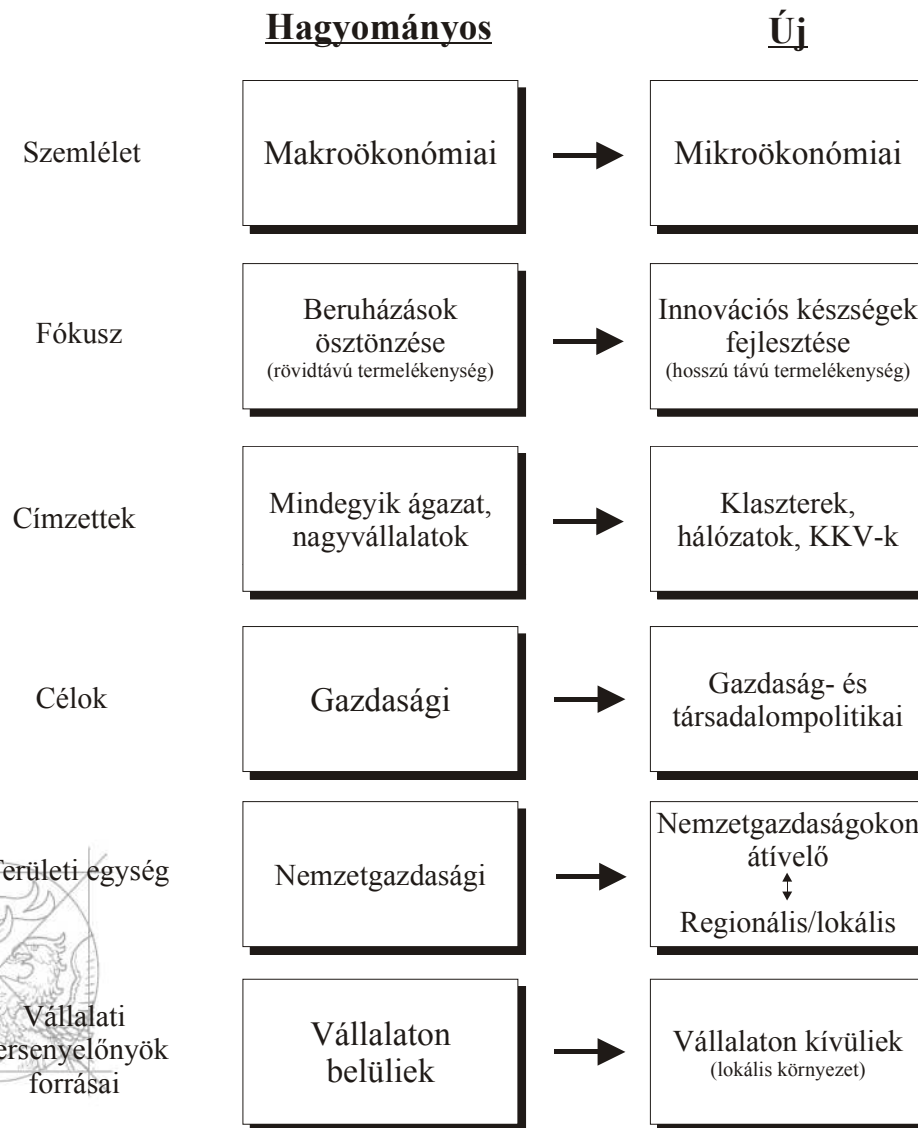 Hagyományos Új
Szemlélet Makroökonómiai Mikroökonómiai
Fókusz
Beruházások
ösztönzése
(rövidtávú termelékenység)
Innovációs készségek
fejlesztése
(hosszú távú termelékenység)
Címzettek
Mindegyik ágazat,
nagyvállalatok
Klaszterek,
hálózatok, KKV-k
Célok
Gazdasági
Gazdaság- és
társadalompolitikai
Területi egység
Nemzetgazdasági
Nemzetgazdaságokon
átívelő
Regionális/lokális
Vállalati
ersenyelőnyök
forrásai
Vállalaton
belüliek
Vállalaton kívüliek
(lokális környezet)